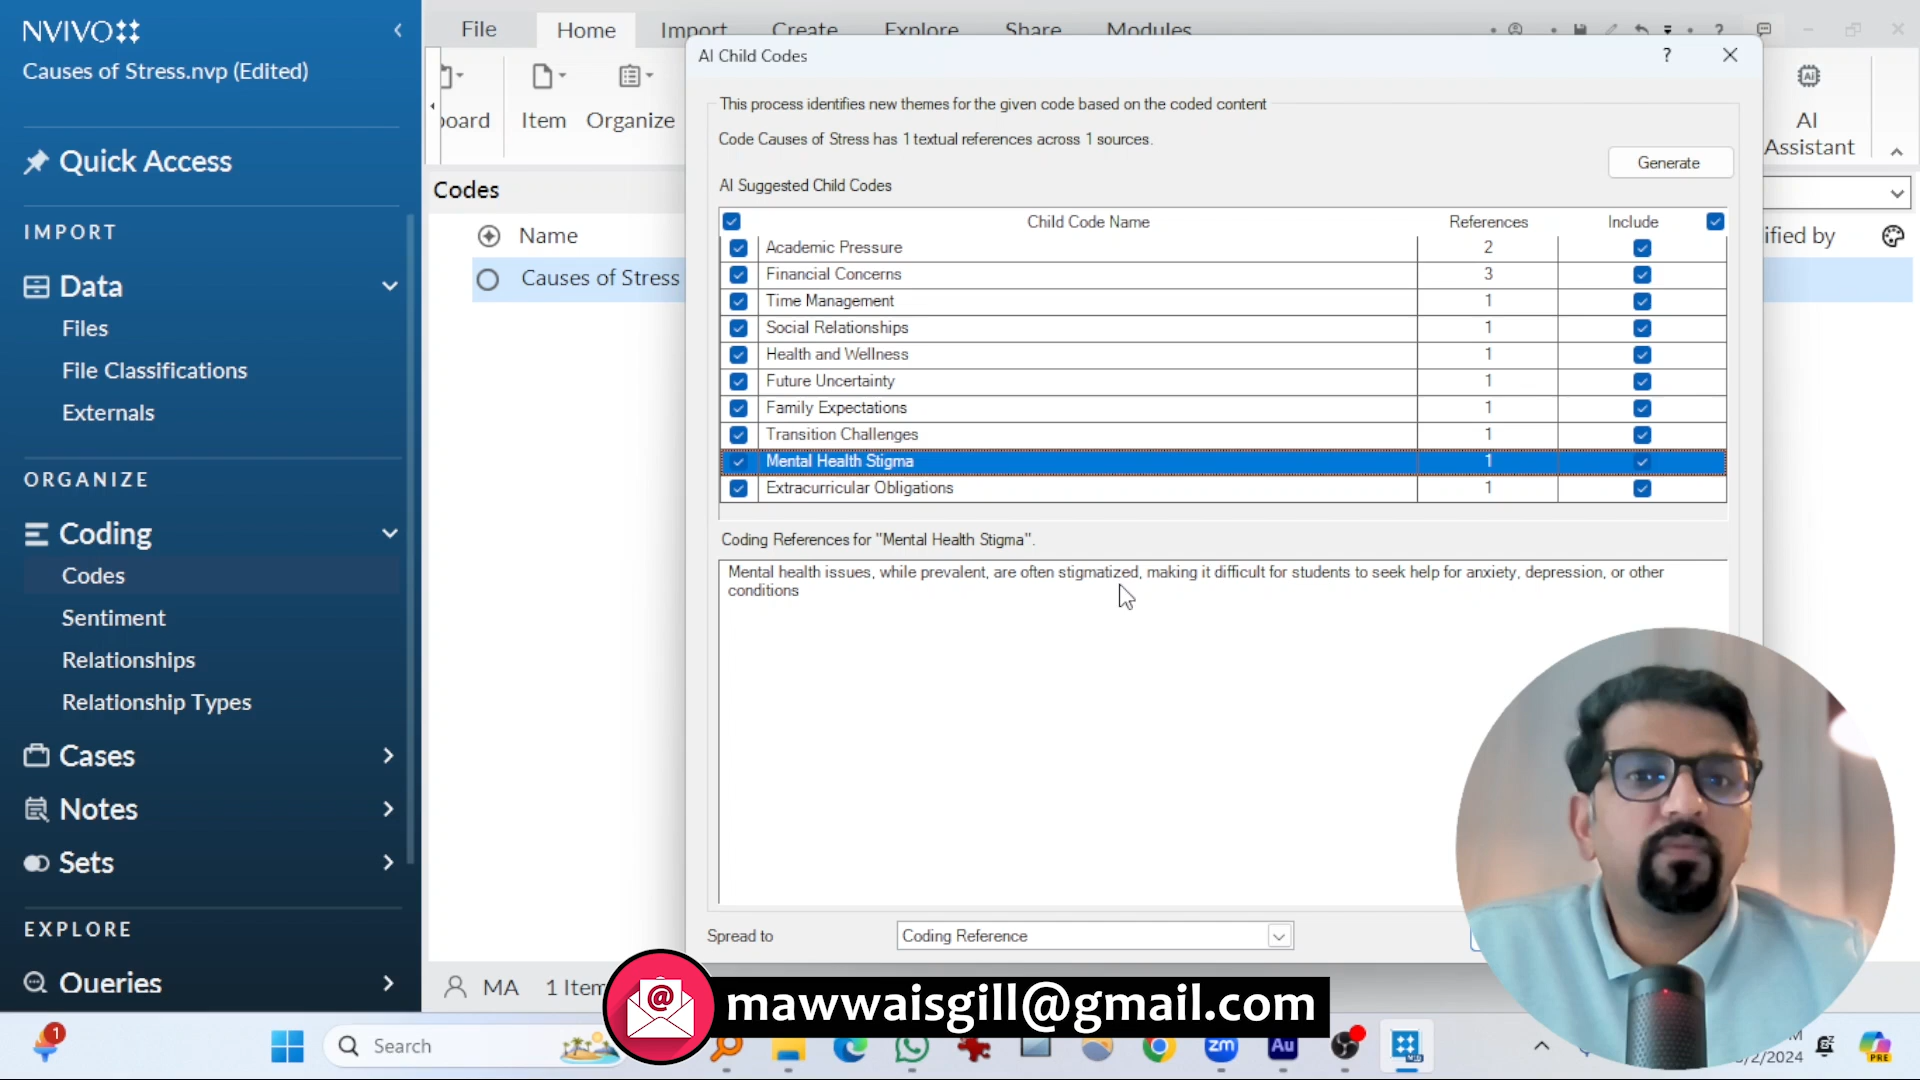 NVIVO
Causes of Stress.nvp (Edited)
Quick Access
IMPORT
Data
Files
File Classifications
Externals
ORGANIZE
Coding
Codes
Sentiment
Relationships
Relationship Types
Cases
Notes
Sets
EXPLORE
Queries
File Home Import Create Explore Share Modules
Item Organize
AI
Assistant
Codes
Name
Causes of Stress
AI Child Codes
?
This process identifies new themes for the given code based on the coded content
Code Causes of Stress has 1 textual references across 1 sources.
Generate
AI Suggested Child Codes
Child Code Name References Include
Academic Pressure 2
Financial Concerns 3
Time Management 1
Social Relationships 1
Health and Wellness 1
Future Uncertainty 1
Family Expectations 1
Transition Challenges 1
Mental Health Stigma 1
Extracurricular Obligations 1
Coding References for "Mental Health Stigma".
Mental health issues, while prevalent, are often stigmatized, making it difficult for students to seek help for anxiety, depression, or other
conditions
Spread to Coding Reference
MA 1 Item
mawwaisgill@gmail.com
1
Search
zm
Au
PRE